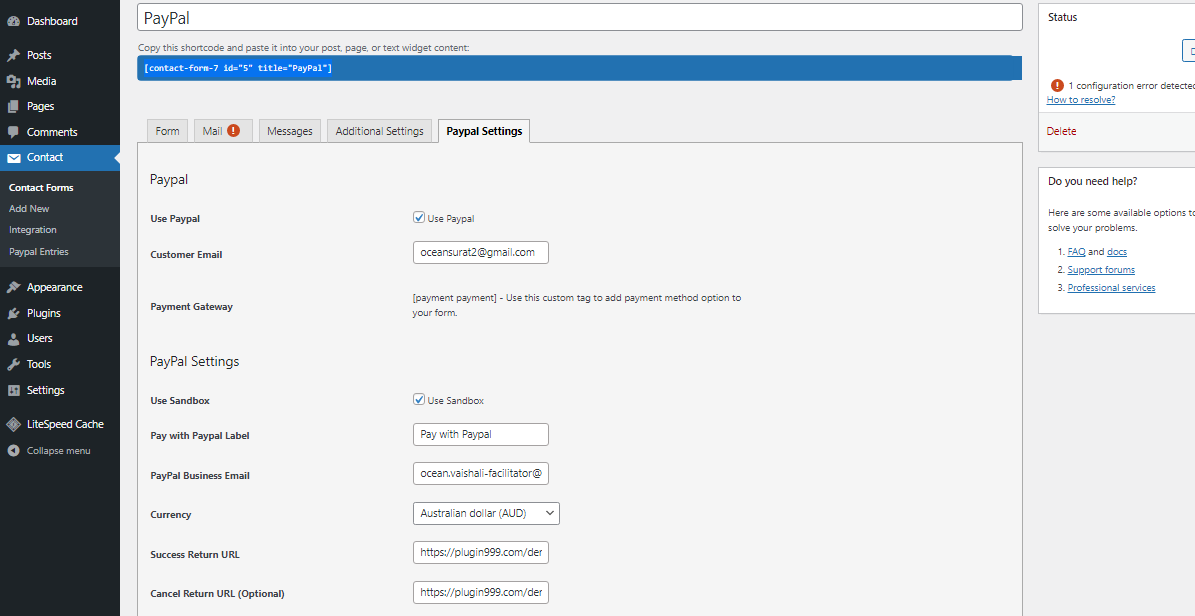 Dashboard
Posts
Media
Pages
Comments
Contact
Contact Forms
Add New
Integration
Paypal Entries
Appearance
Plugins
Users
Tools
Settings
LiteSpeed Cache
Collapse menu
PayPal
Copy this shortcode and paste it into your post, page, or text widget content:
[contact-form-7 id="5" title="PayPal"]
Form
Mail !
Messages
Additional Settings
Paypal Settings
Paypal
Use Paypal
Use Paypal
Customer Email
oceansurat2@gmail.com
Payment Gateway
[payment payment] - Use this custom tag to add payment method option to
your form.
PayPal Settings
Use Sandbox
Use Sandbox
Pay with Paypal Label
Pay with Paypal
PayPal Business Email
ocean.vaishali-facilitator@
Currency
Australian dollar (AUD)
Success Return URL
https://plugin999.com/der
Cancel Return URL (Optional)
https://plugin999.com/der
Status
! 1 configuration error detected
How to resolve?
Delete
Do you need help?
Here are some available options to
solve your problems.
1. FAQ and docs
2. Support forums
3. Professional services